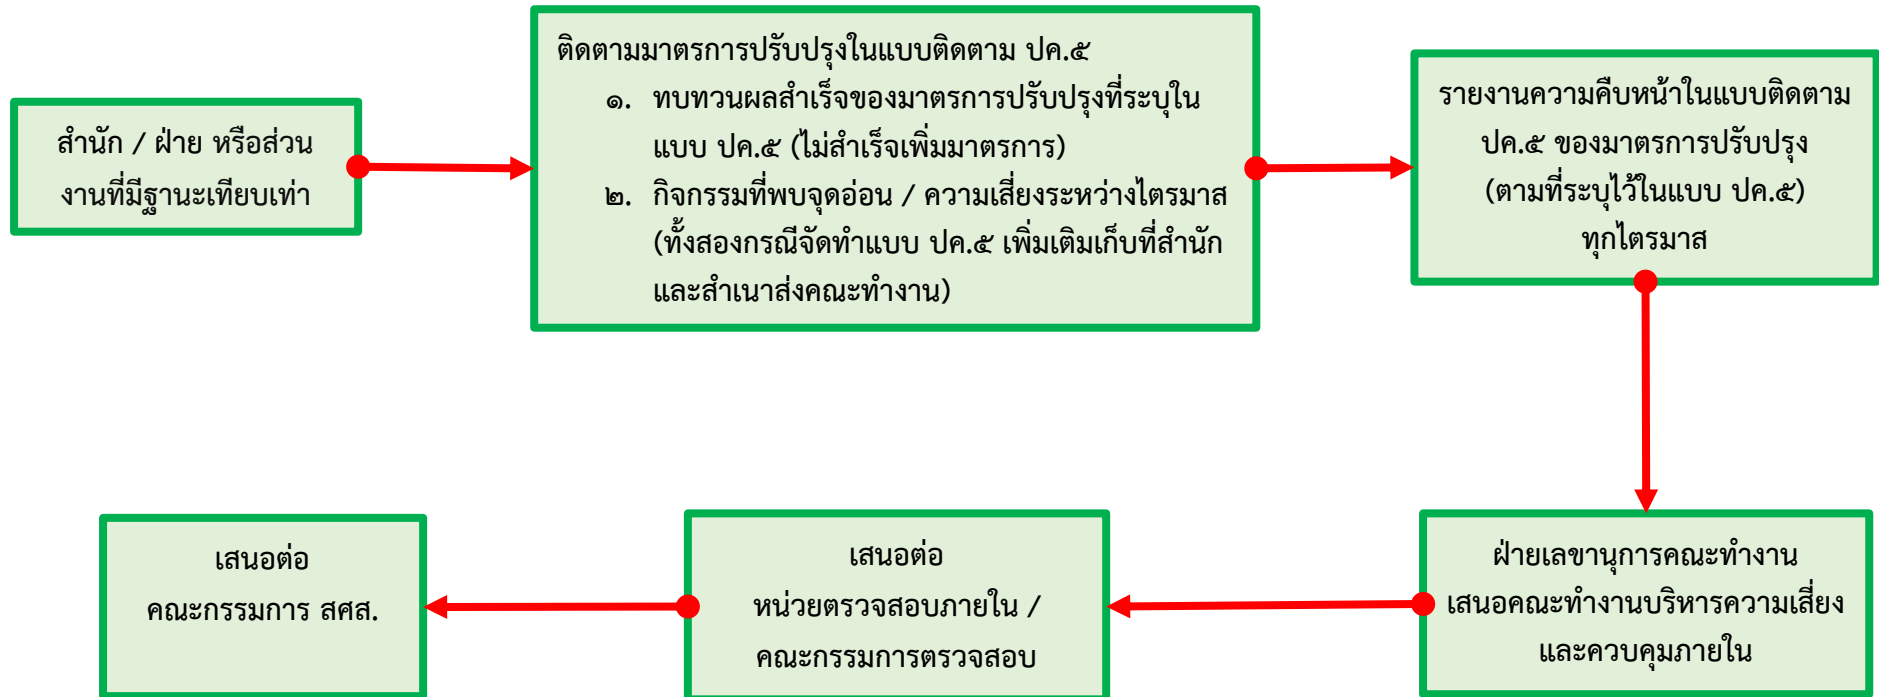 สำนัก / ฝ่าย หรือส่วน
งานที่มีฐานะเทียบเท่า
ติดตามมาตรการปรับปรุงในแบบติดตาม ปค.๕
๑. ทบทวนผลสำเร็จของมาตรการปรับปรุงที่ระบุใน
แบบ ปค.๕ (ไม่สำเร็จเพิ่มมาตรการ)
๒. กิจกรรมที่พบจุดอ่อน / ความเสี่ยงระหว่างไตรมาส
(ทั้งสองกรณีจัดทำแบบ ปค.๕ เพิ่มเติมเก็บที่สำนัก
และสำเนาส่งคณะทำงาน)
รายงานความคืบหน้าในแบบติดตาม
ปค.๕ ของมาตรการปรับปรุง
(ตามที่ระบุไว้ในแบบ ปค.๕)
ทุกไตรมาส
ฝ่ายเลขานุการคณะทำงาน
เสนอคณะทำงานบริหารความเสี่ยง
และควบคุมภายใน
เสนอต่อ
หน่วยตรวจสอบภายใน /
คณะกรรมการตรวจสอบ
เสนอต่อ
คณะกรรมการ สศส.